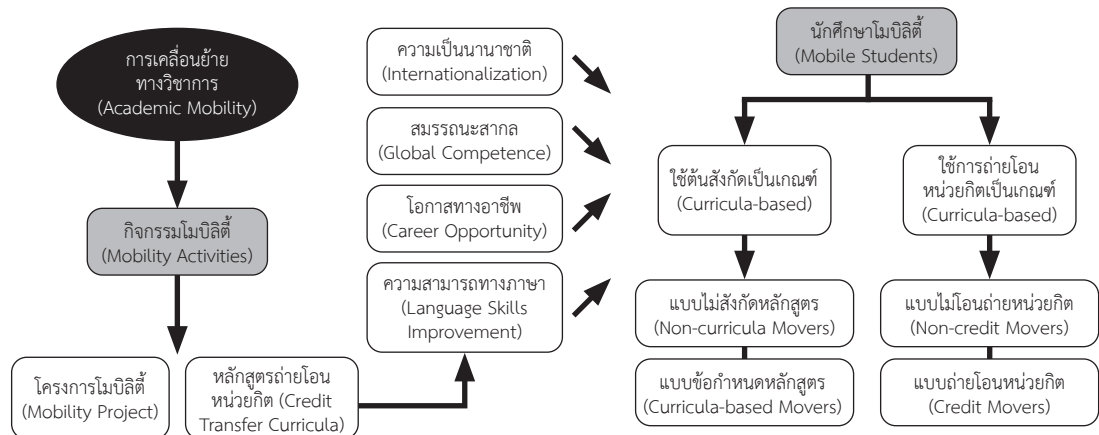 การเคลื่อนย้าย
ทางวิชาการ
(Academic Mobility)
กิจกรรมโมบิลิตี้
(Mobility Activities)
โครงการโมบิลิตี้
(Mobility Project)
หลักสูตรถ่ายโอน
หน่วยกิต (Credit
Transfer Curricula)
ความเป็นนานาชาติ
(Internationalization)
สมรรถนะสากล
(Global Competence)
โอกาสทางอาชีพ
(Career Opportunity)
ความสามารถทางภาษา
(Language Skills
Improvement)
นักศึกษาโมบิลิตี้
(Mobile Students)
ใช้ต้นสังกัดเป็นเกณฑ์
(Curricula-based)
แบบไม่สังกัดหลักสูตร
(Non-curricula Movers)
แบบข้อกำหนดหลักสูตร
(Curricula-based Movers)
ใช้การถ่ายโอน
หน่วยกิตเป็นเกณฑ์
(Curricula-based)
แบบไม่โอนถ่ายหน่วยกิต
(Non-credit Movers)
แบบถ่ายโอนหน่วยกิต
(Credit Movers)